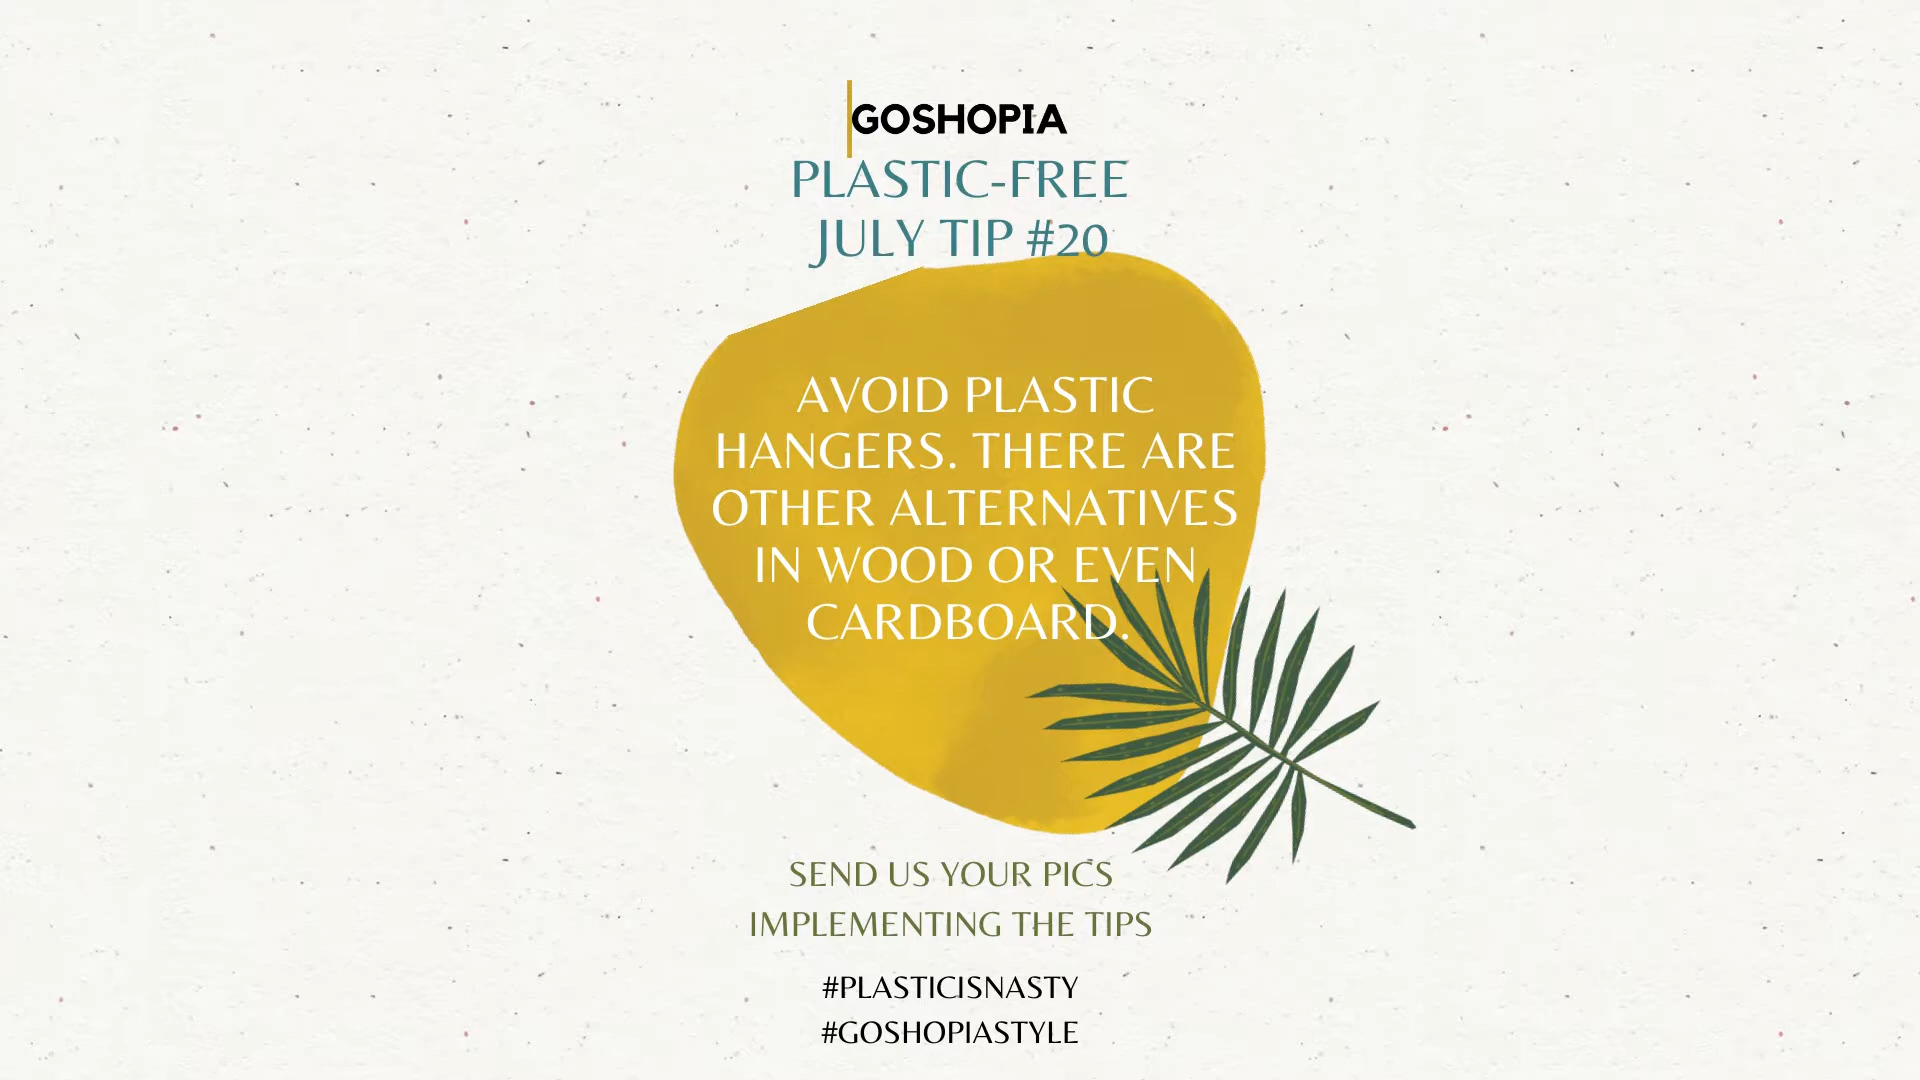 GOSHOPIA
PLASTIC-FREE
JULY TIP #20
AVOID PLASTIC
HANGERS. THERE ARE
OTHER ALTERNATIVES
IN WOOD OR EVEN
CARDBOARD.
SEND US YOUR PICS
IMPLEMENTING THE TIPS
#PLASTICISNASTY
#GOSHOPIASTYLE